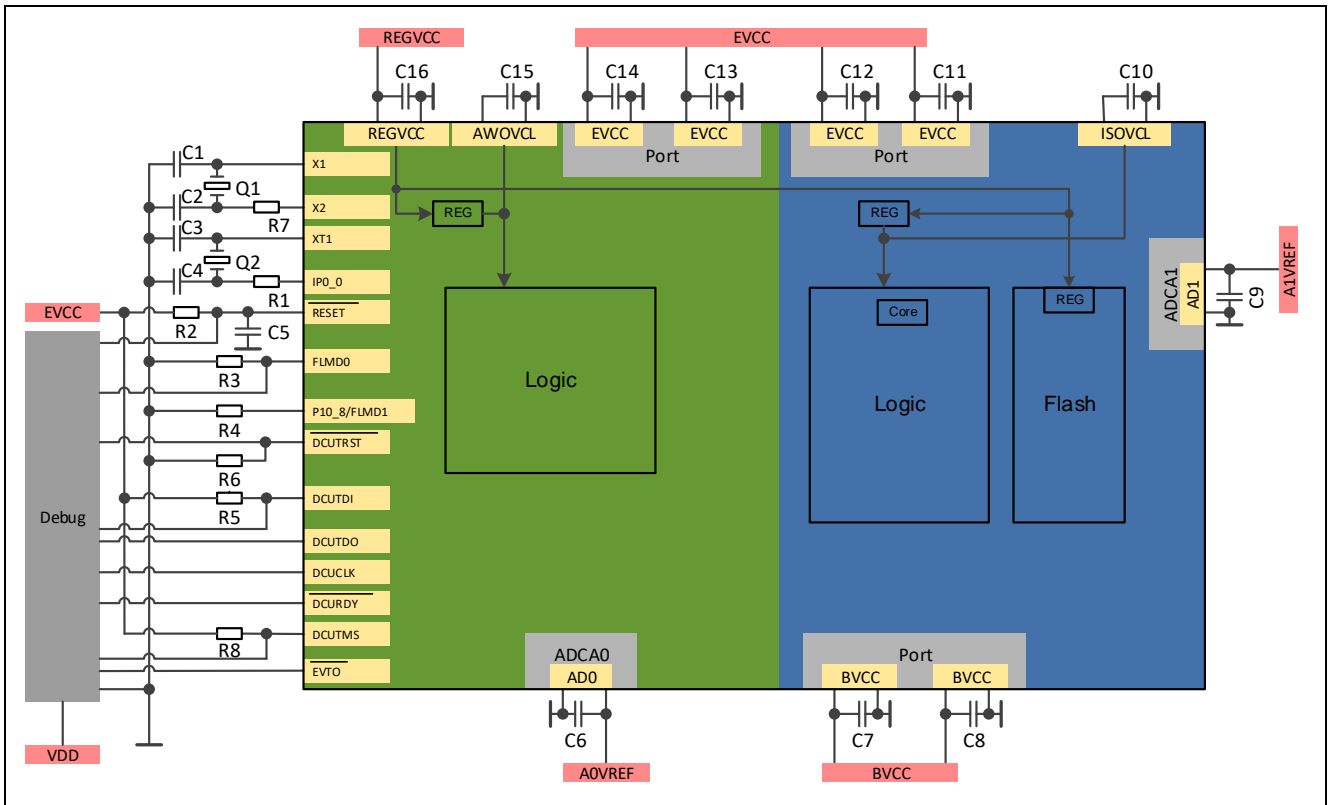 REGVCC
EVCC
C16
C15
C14
C13
C12
C11
C10
REGVCC
AWOVCL
EVCC
EVCC
EVCC
EVCC
ISOVCL
Port
Port
C1
X1
Q1
C2
X2
R7
REG
REG
C3
XT1
Q2
C4
IP0_0
R1
ADCA1
AD1
C9
A1VREF
EVCC
R2
RESET
C5
REG
Core
R3
FLMD0
Logic
Logic
Flash
R4
P10_8/FLMD1
DCUTRST
R6
DCUTDI
R5
Debug
DCUTDO
DCUCLK
DCURDY
DCUTMS
R8
EVTO
ADCA0
AD0
Port
BVCC
BVCC
C6
C7
C8
VDD
A0VREF
BVCC